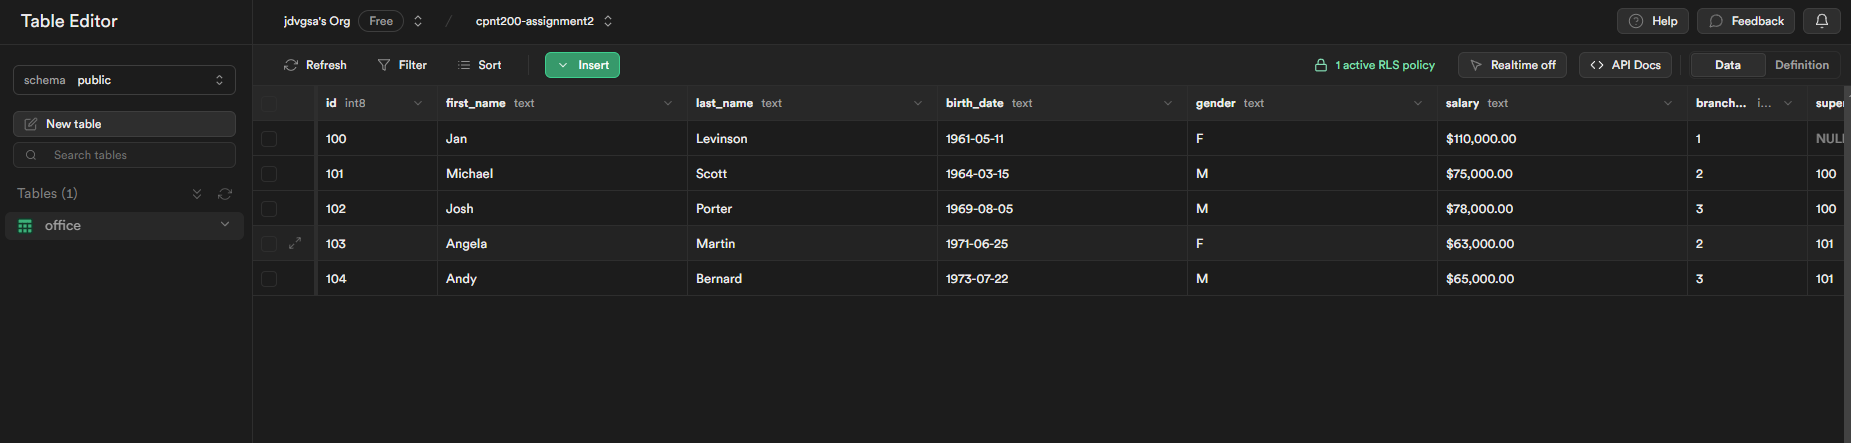 Table Editor
jdvgsa's Org Free / cpnt200-assignment2 Help Feedback
schema public
Refresh Filter Sort Insert 1 active RLS policy Realtime off API Docs Data Definition
New table
Search tables
Tables (1)
office
id int8 first_name text last_name text birth_date text gender text salary text branch... i... super
100 Jan Levinson 1961-05-11 F $110,000.00 1 NULL
101 Michael Scott 1964-03-15 M $75,000.00 2 100
102 Josh Porter 1969-08-05 M $78,000.00 3 100
103 Angela Martin 1971-06-25 F $63,000.00 2 101
104 Andy Bernard 1973-07-22 M $65,000.00 3 101